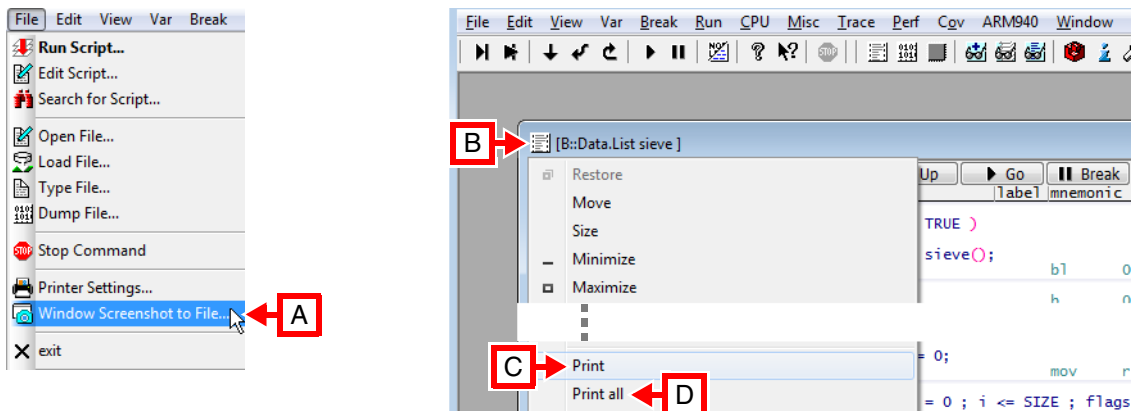 File Edit View Var Break
Run Script...
Edit Script...
Search for Script...
Open File...
Load File...
Type File...
Dump File...
Stop Command
Printer Settings...
Window Screenshot to File...
A
exit
File Edit View Var Break Run CPU Misc Trace Perf Cov ARM940 Window
B
[B::Data.List sieve ]
Restore
Move
Size
Minimize
Maximize
C
Print
Print all
D
Up Go Break
label mnemonic
TRUE )
sieve();
bl 0
b 0
= 0;
mov r
= 0 ; i <= SIZE ; flags